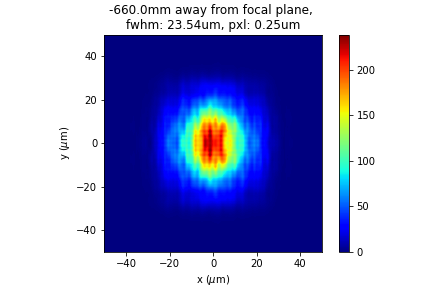 -660.0mm away from focal plane,
fwhm: 23.54um, pxl: 0.25um
40
20
0
−20
−40
y (μm)
−40 −20 0 20 40
x (μm)
200
150
100
50
0